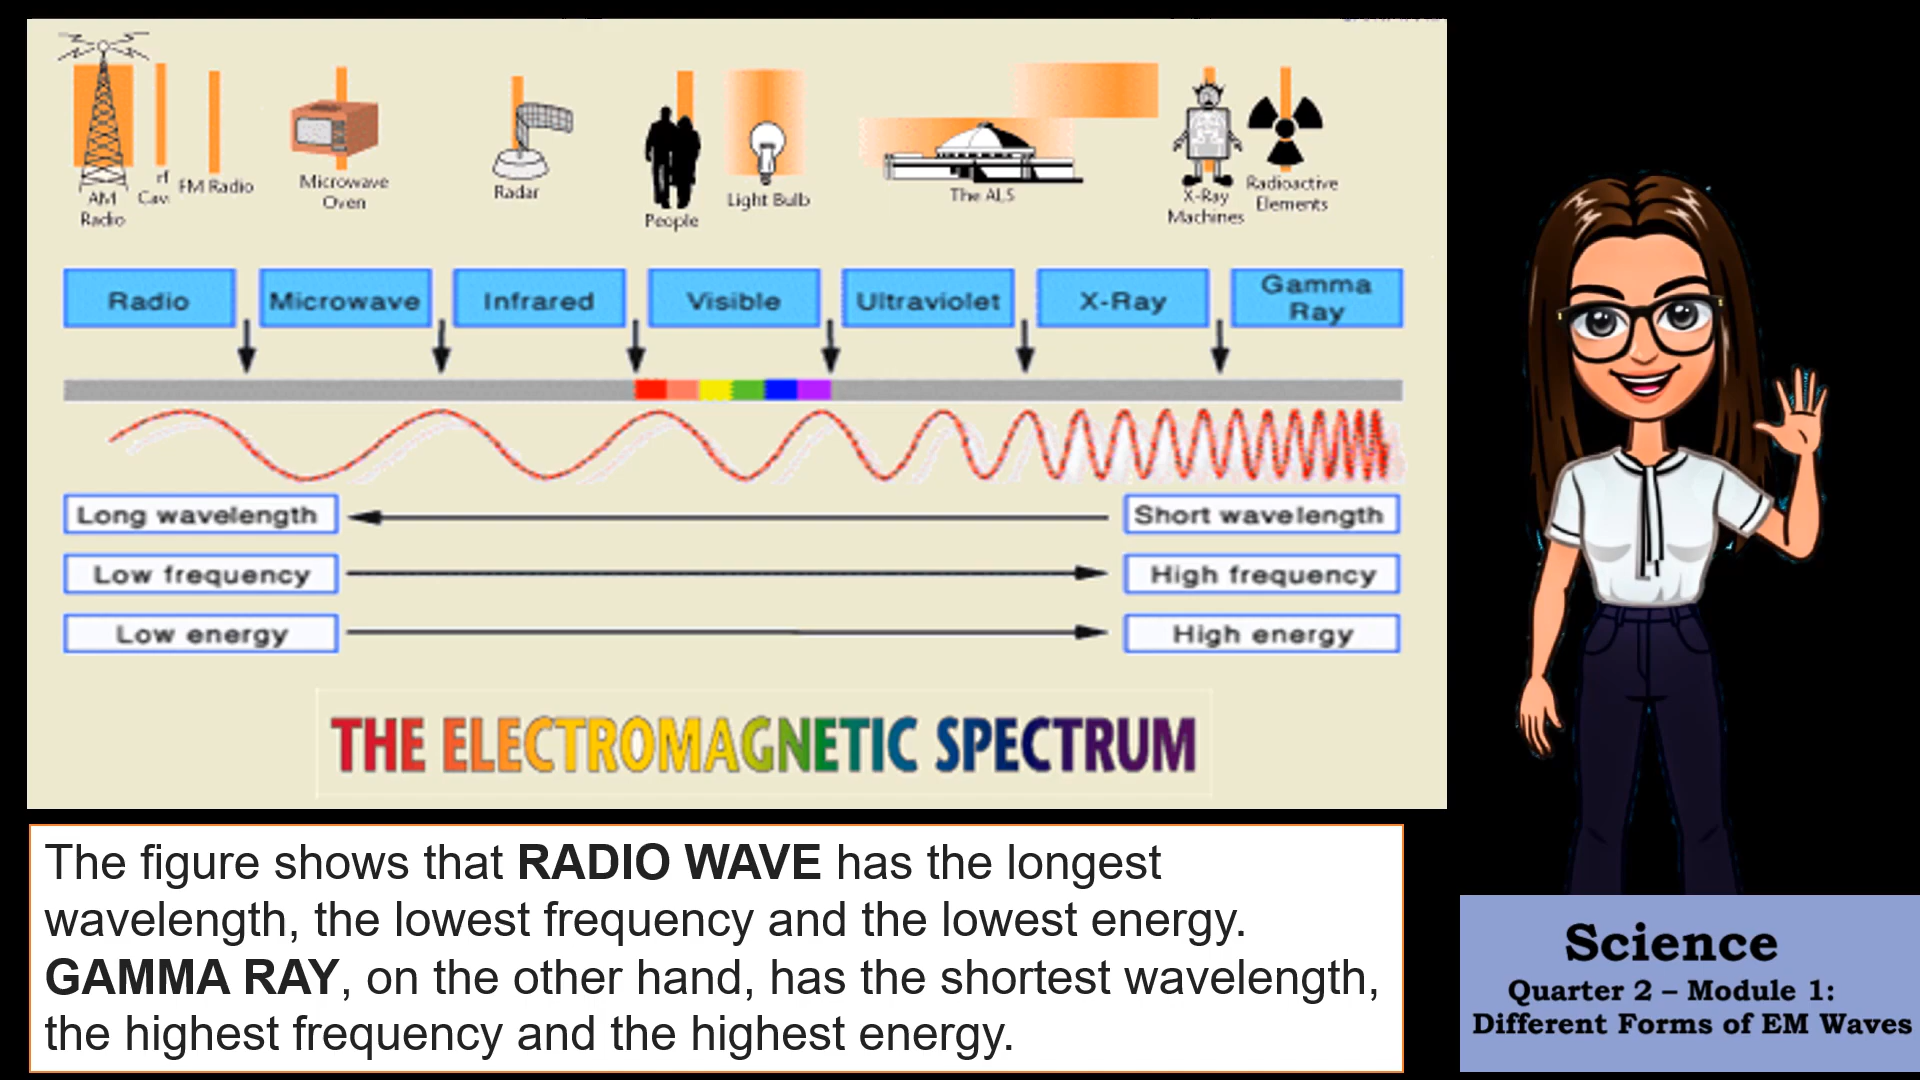 AM
Radio
rf
Cavi
FM Radio
Microwave
Oven
Radar
People
Light Bulb
The ALS
X-Ray
Machines
Radioactive
Elements
Radio
Microwave
Infrared
Visible
Ultraviolet
X-Ray
Gamma
Ray
Long wavelength
Short wavelength
Low frequency
High frequency
Low energy
High energy
THE ELECTROMAGNETIC SPECTRUM
The figure shows that RADIO WAVE has the longest
wavelength, the lowest frequency and the lowest energy.
GAMMA RAY, on the other hand, has the shortest wavelength,
the highest frequency and the highest energy.
Science
Quarter 2 – Module 1:
Different Forms of EM Waves